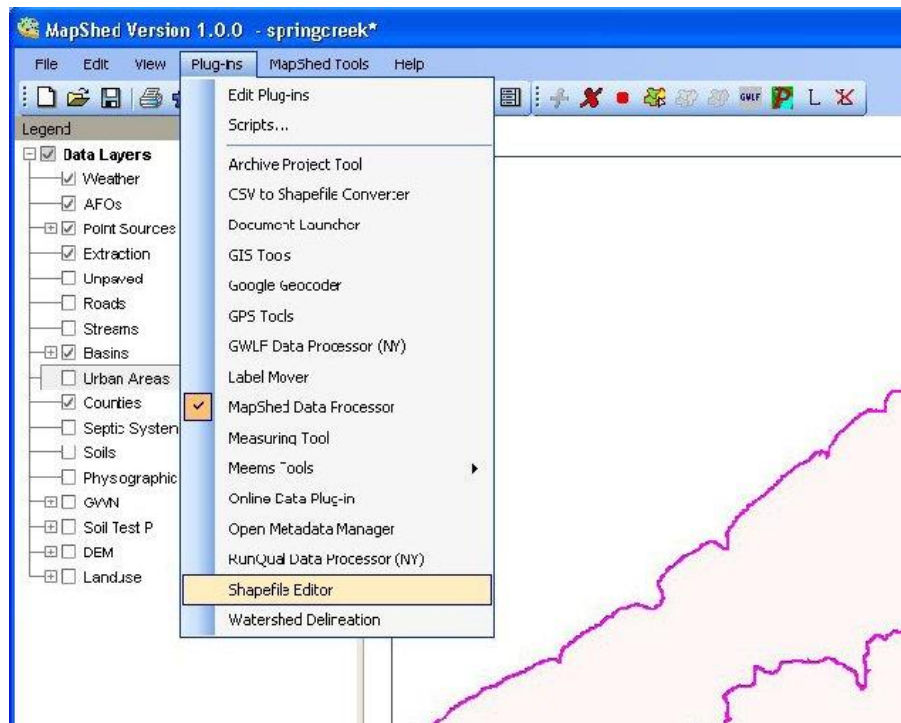 MapShed Version 1.0.0 - springcreek*
File Edit View Plug-ins MapShed Tools Help
GWLF P L
Legend
Data Layers
Weather
AFOs
Point Sources
Extraction
Unpaved
Roads
Streams
Basins
Urban Areas
Counties
Septic System
Soils
Physiographic
GWN
Soil Test P
DEM
Landuse
Edit Plug-ins
Scripts...
Archive Project Tool
CSV to Shapefile Converter
Document Launcher
GIS Tools
Google Geocoder
GPS Tools
GWLF Data Processor (NY)
Label Mover
MapShed Data Processor
Measuring Tool
Meems Tools
Online Data Plug-in
Open Metadata Manager
RunQual Data Processor (NY)
Shapefile Editor
Watershed Delineation